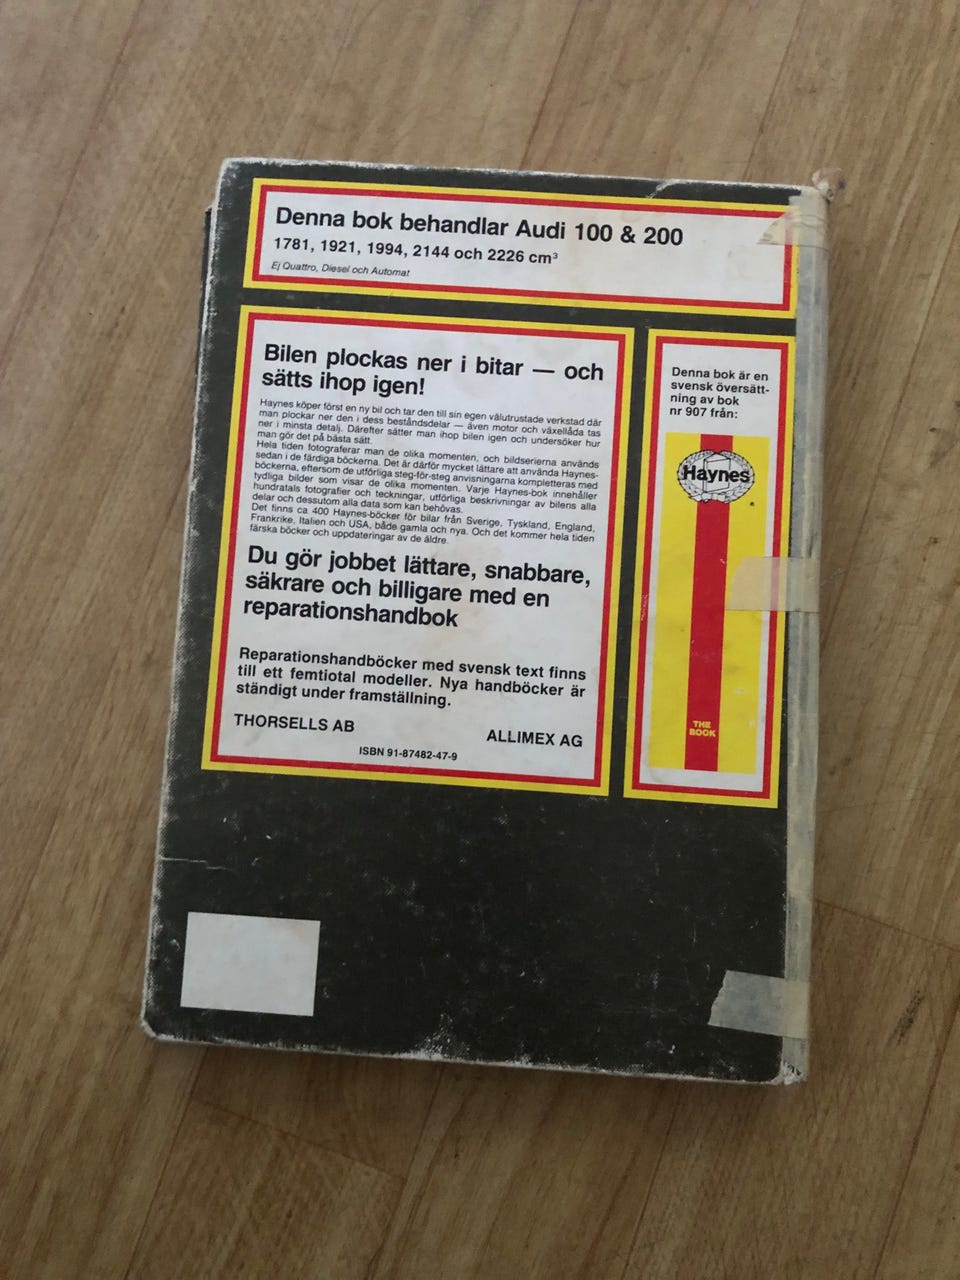 Denna bok behandlar Audi 100 & 200
1781, 1921, 1994, 2144 och 2226 cm³
Ej Quattro, Diesel och Automat
Bilen plockas ner i bitar — och
sätts ihop igen!
Haynes köper först en ny bil och tar den till sin egen välutrustade verkstad där
man plockar ner den i dess beståndsdelar — även motor och växellåda tas
ner i minsta detalj. Därefter sätter man ihop bilen igen och undersöker hur
man gör det på bästa sätt.
Hela tiden fotograferar man de olika momenten, och bildserierna används
sedan i de färdiga böckerna. Det är därför mycket lättare att använda Haynes-
böckerna, eftersom de utförliga steg-för-steg anvisningarna kompletteras med
tydliga bilder som visar de olika momenten. Varje Haynes-bok innehåller
hundratals fotografier och teckningar, utförliga beskrivningar av bilens alla
delar och dessutom alla data som kan behövas.
Det finns ca 400 Haynes-böcker för bilar från Sverige, Tyskland, England,
Frankrike, Italien och USA, både gamla och nya. Och det kommer hela tiden
färska böcker och uppdateringar av de äldre.
Du gör jobbet lättare, snabbare,
säkrare och billigare med en
reparationshandbok
Reparationshandböcker med svensk text finns
till ett femtiotal modeller. Nya handböcker är
ständigt under framställning.
THORSELLS AB
ALLIMEX AG
ISBN 91-87482-47-9
Denna bok är en
svensk översätt-
ning av bok
nr 907 från:
Haynes
®
THE
BOOK